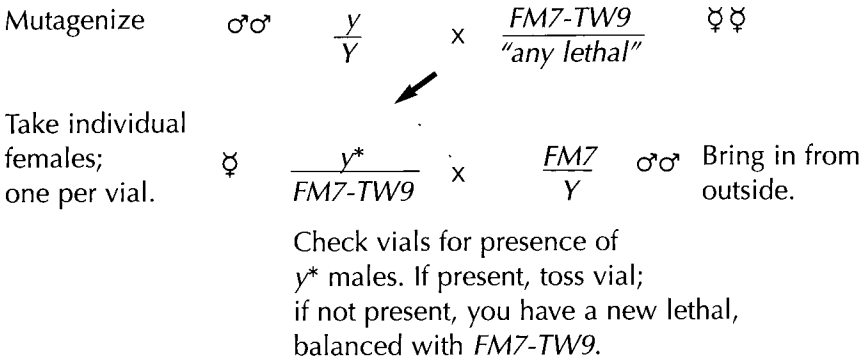 Mutagenize ♂♂ y/Y x FM7-TW9/"any lethal" ☿☿
Take individual
females; ☿ y*/FM7-TW9 x FM7/Y ♂♂ Bring in from
one per vial. outside.
Check vials for presence of
y* males. If present, toss vial;
if not present, you have a new lethal,
balanced with FM7-TW9.